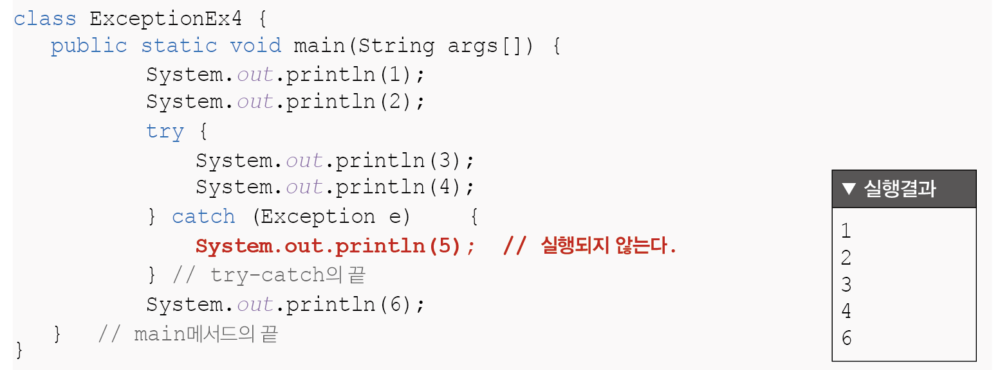 class ExceptionEx4 {
public static void main(String args[]) {
System.out.println(1);
System.out.println(2);
try {
System.out.println(3);
System.out.println(4);
} catch (Exception e) {
System.out.println(5); // 실행되지 않는다.
} // try-catch의 끝
System.out.println(6);
} // main메서드의 끝
}
▼ 실행결과
1
2
3
4
6